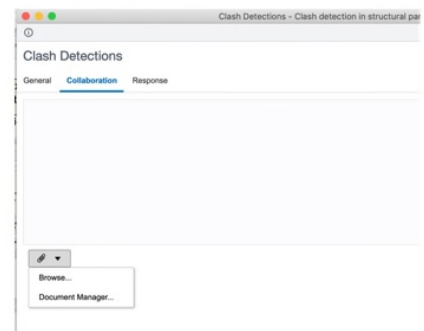 Clash Detections - Clash detection in structural par
Clash Detections
General Collaboration Response
Browse...
Document Manager...